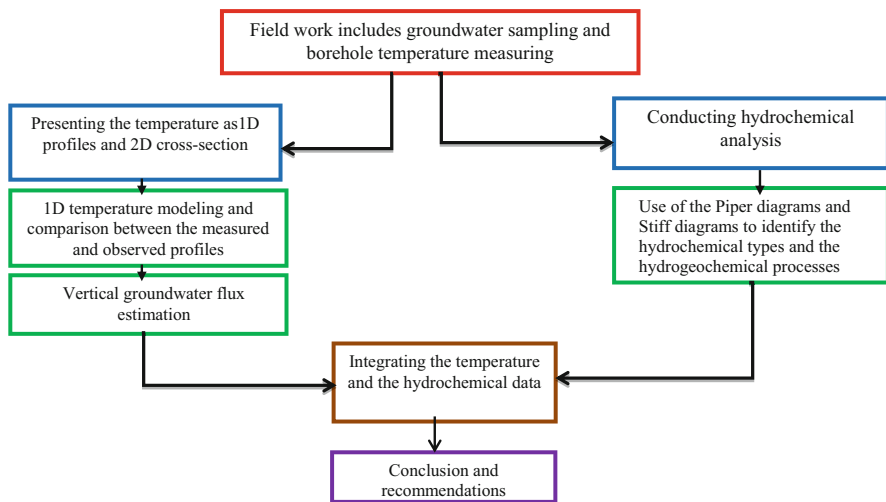 Field work includes groundwater sampling and
borehole temperature measuring
Presenting the temperature as1D
profiles and 2D cross-section
Conducting hydrochemical
analysis
1D temperature modeling and
comparison between the measured
and observed profiles
Use of the Piper diagrams and
Stiff diagrams to identify the
hydrochemical types and the
hydrogeochemical processes
Vertical groundwater flux
estimation
Integrating the temperature
and the hydrochemical data
Conclusion and
recommendations